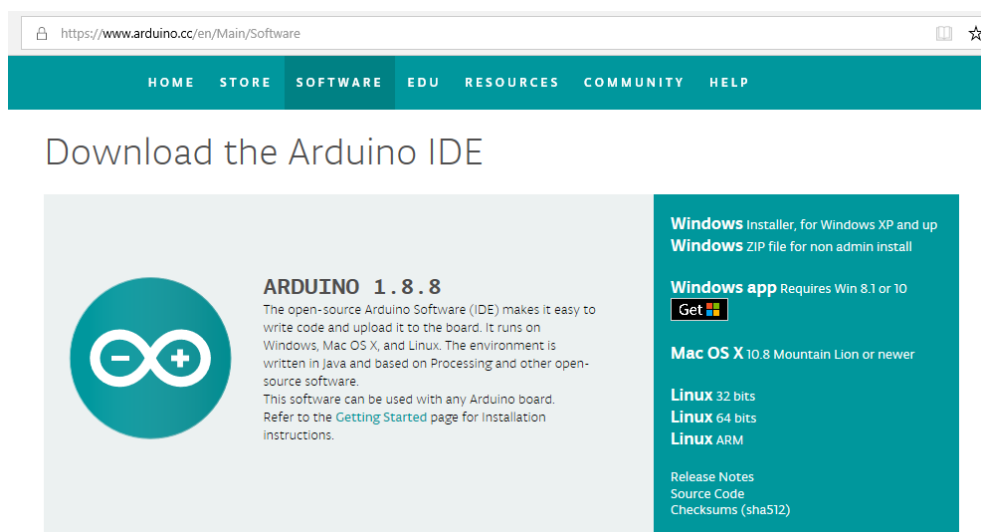 https://www.arduino.cc/en/Main/Software
HOME STORE SOFTWARE EDU RESOURCES COMMUNITY HELP
Download the Arduino IDE
ARDUINO 1.8.8
The open-source Arduino Software (IDE) makes it easy to
write code and upload it to the board. It runs on
Windows, Mac OS X, and Linux. The environment is
written in Java and based on Processing and other open-
source software.
This software can be used with any Arduino board.
Refer to the Getting Started page for Installation
instructions.
Windows Installer, for Windows XP and up
Windows ZIP file for non admin install
Windows app Requires Win 8.1 or 10
Get
Mac OS X 10.8 Mountain Lion or newer
Linux 32 bits
Linux 64 bits
Linux ARM
Release Notes
Source Code
Checksums (sha512)